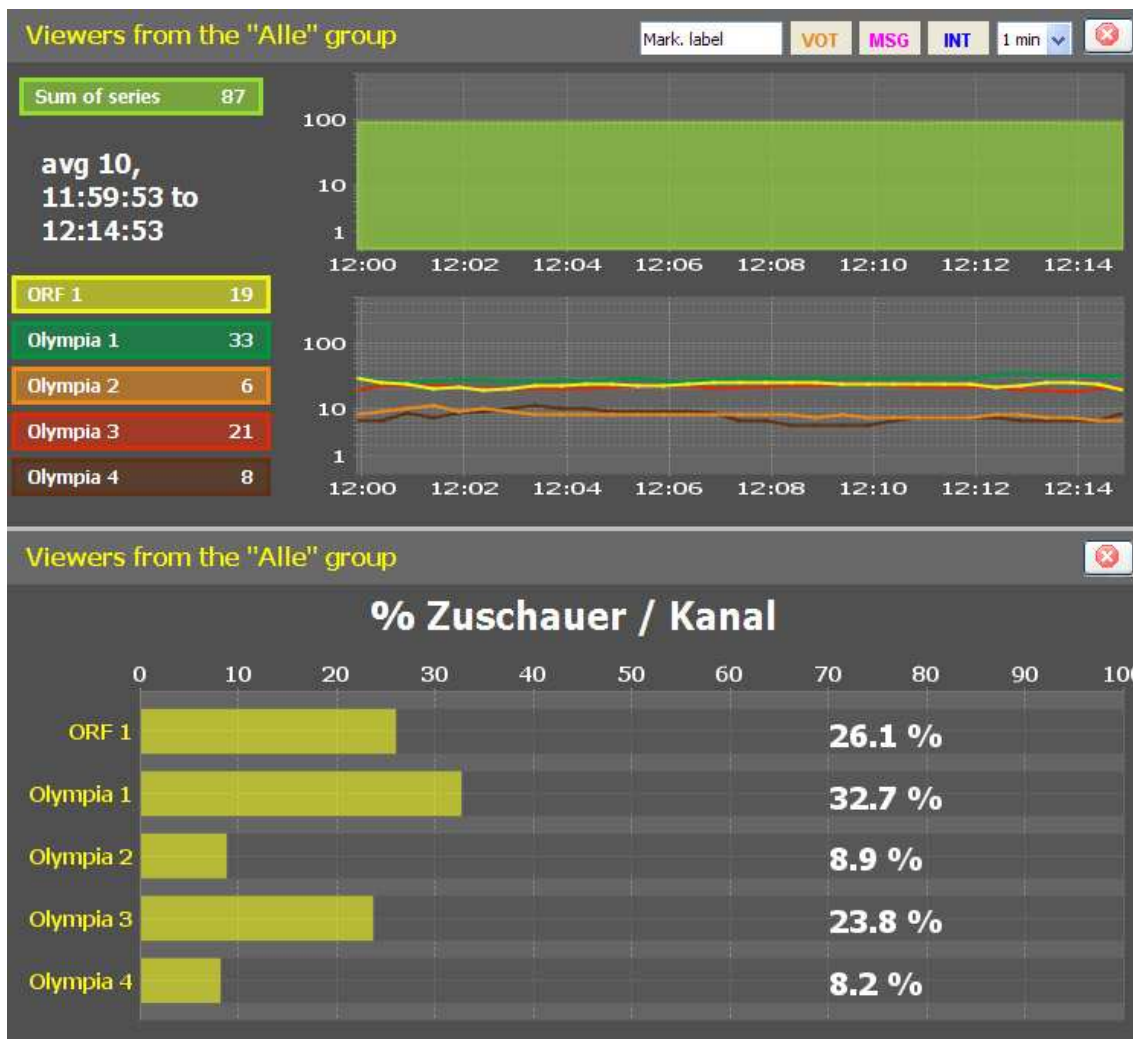 Viewers from the "Alle" group
Mark. label
VOT
MSG
INT
1 min
Sum of series 87
avg 10,
11:59:53 to
12:14:53
100
10
1
12:00 12:02 12:04 12:06 12:08 12:10 12:12 12:14
ORF 1 19
Olympia 1 33
Olympia 2 6
Olympia 3 21
Olympia 4 8
100
10
1
12:00 12:02 12:04 12:06 12:08 12:10 12:12 12:14
Viewers from the "Alle" group
% Zuschauer / Kanal
0 10 20 30 40 50 60 70 80 90 10
ORF 1 26.1 %
Olympia 1 32.7 %
Olympia 2 8.9 %
Olympia 3 23.8 %
Olympia 4 8.2 %